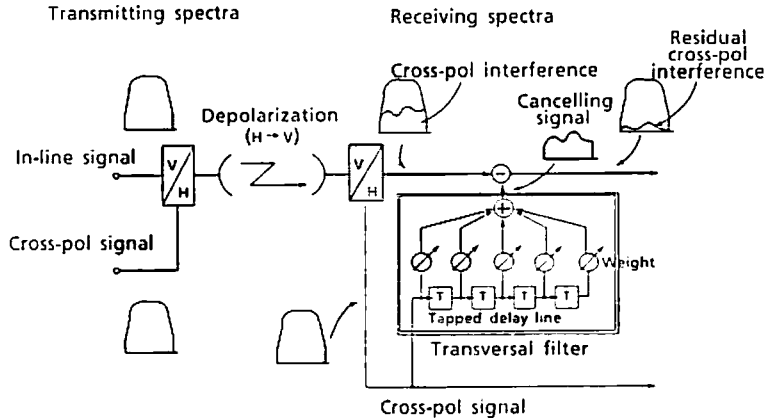 Transmitting spectra
Receiving spectra
Residual
cross-pol
interference
Cross-pol interference
Cancelling
signal
Depolarization
(H→V)
In-line signal
V
H
V
H
−
+
Cross-pol signal
Weight
T T T T
Tapped delay line
Transversal filter
Cross-pol signal